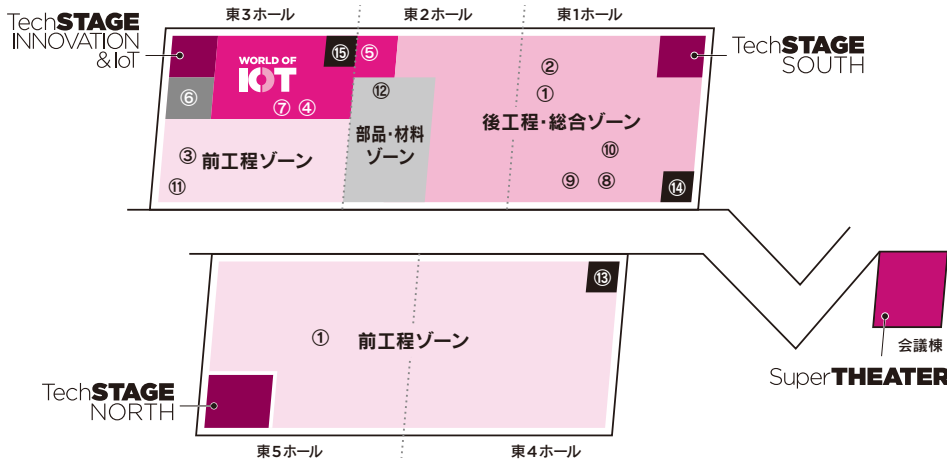 東3ホール
東2ホール
東1ホール
TechSTAGE
INNOVATION
& IoT
WORLD OF
IOT
⑮
⑤
②
TechSTAGE
SOUTH
⑥
⑦
④
⑫
①
部品・材料
ゾーン
後工程・総合ゾーン
③
前工程ゾーン
⑩
⑪
⑨
⑧
⑭
⑬
①
前工程ゾーン
会議棟
SuperTHEATER
TechSTAGE
NORTH
東5ホール
東4ホール